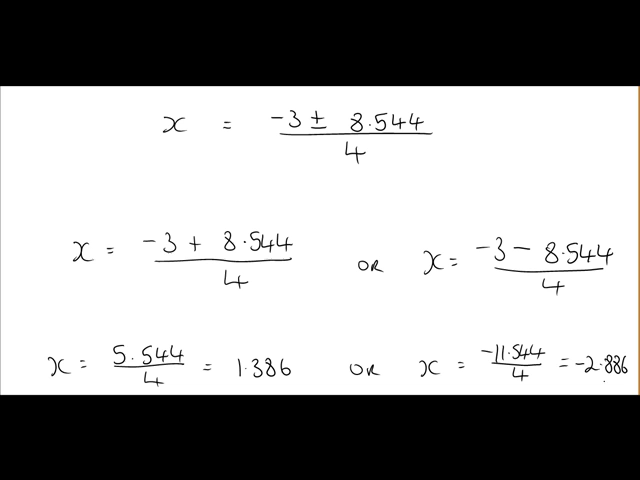 x = (-3 ± 8.544)/4
x = (-3 + 8.544)/4 OR x = (-3 - 8.544)/4
x = 5.544/4 = 1.386 OR x = -11.544/4 = -2.886